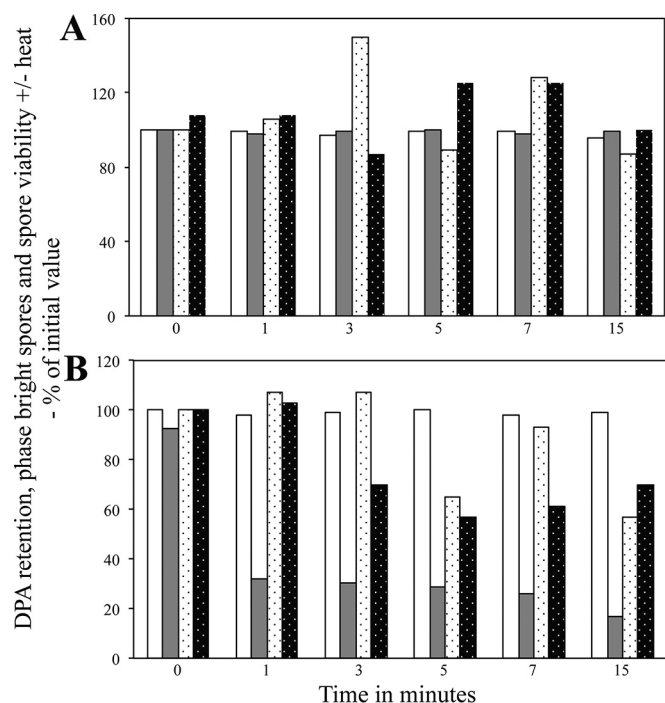 DPA retention, phase bright spores and spore viability +/- heat
- % of initial value
A
160
120
80
40
0
0 1 3 5 7 15
B
120
100
80
60
40
20
0
0 1 3 5 7 15
Time in minutes